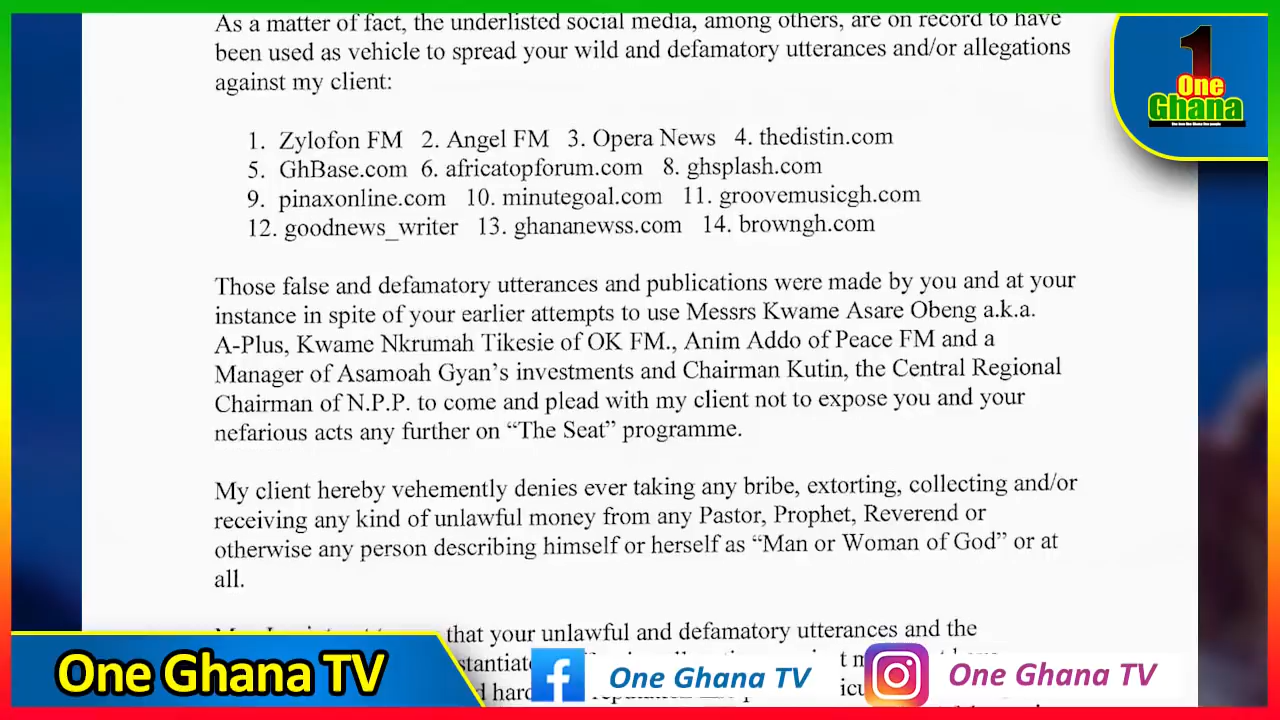 As a matter of fact, the underlisted social media, among others, are on record to have
been used as vehicle to spread your wild and defamatory utterances and/or allegations
against my client:
1. Zylofon FM 2. Angel FM 3. Opera News 4. thedistin.com
5. GhBase.com 6. africatopforum.com 8. ghsplash.com
9. pinaxonline.com 10. minutegoal.com 11. groovemusicgh.com
12. goodnews_writer 13. ghananewss.com 14. browngh.com
Those false and defamatory utterances and publications were made by you and at your
instance in spite of your earlier attempts to use Messrs Kwame Asare Obeng a.k.a.
A-Plus, Kwame Nkrumah Tikesie of OK FM., Anim Addo of Peace FM and a
Manager of Asamoah Gyan's investments and Chairman Kutin, the Central Regional
Chairman of N.P.P. to come and plead with my client not to expose you and your
nefarious acts any further on “The Seat” programme.
My client hereby vehemently denies ever taking any bribe, extorting, collecting and/or
receiving any kind of unlawful money from any Pastor, Prophet, Reverend or
otherwise any person describing himself or herself as “Man or Woman of God” or at
all.
that your unlawful and defamatory utterances and the
1
One
Ghana
One Ghana TV
One Ghana TV
One Ghana TV